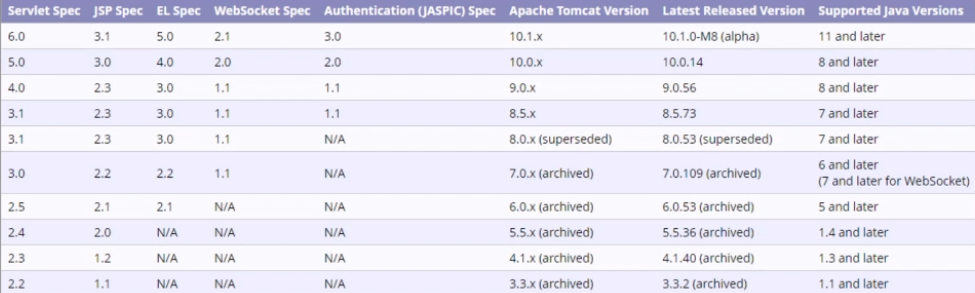 Servlet Spec JSP Spec EL Spec WebSocket Spec Authentication (JASPIC) Spec Apache Tomcat Version Latest Released Version Supported Java Versions
6.0 3.1 5.0 2.1 3.0 10.1.x 10.1.0-M8 (alpha) 11 and later
5.0 3.0 4.0 2.0 2.0 10.0.x 10.0.14 8 and later
4.0 2.3 3.0 1.1 1.1 9.0.x 9.0.56 8 and later
3.1 2.3 3.0 1.1 1.1 8.5.x 8.5.73 7 and later
3.1 2.3 3.0 1.1 N/A 8.0.x (superseded) 8.0.53 (superseded) 7 and later
3.0 2.2 2.2 1.1 N/A 7.0.x (archived) 7.0.109 (archived) 6 and later
(7 and later for WebSocket)
2.5 2.1 2.1 N/A N/A 6.0.x (archived) 6.0.53 (archived) 5 and later
2.4 2.0 N/A N/A N/A 5.5.x (archived) 5.5.36 (archived) 1.4 and later
2.3 1.2 N/A N/A N/A 4.1.x (archived) 4.1.40 (archived) 1.3 and later
2.2 1.1 N/A N/A N/A 3.3.x (archived) 3.3.2 (archived) 1.1 and later